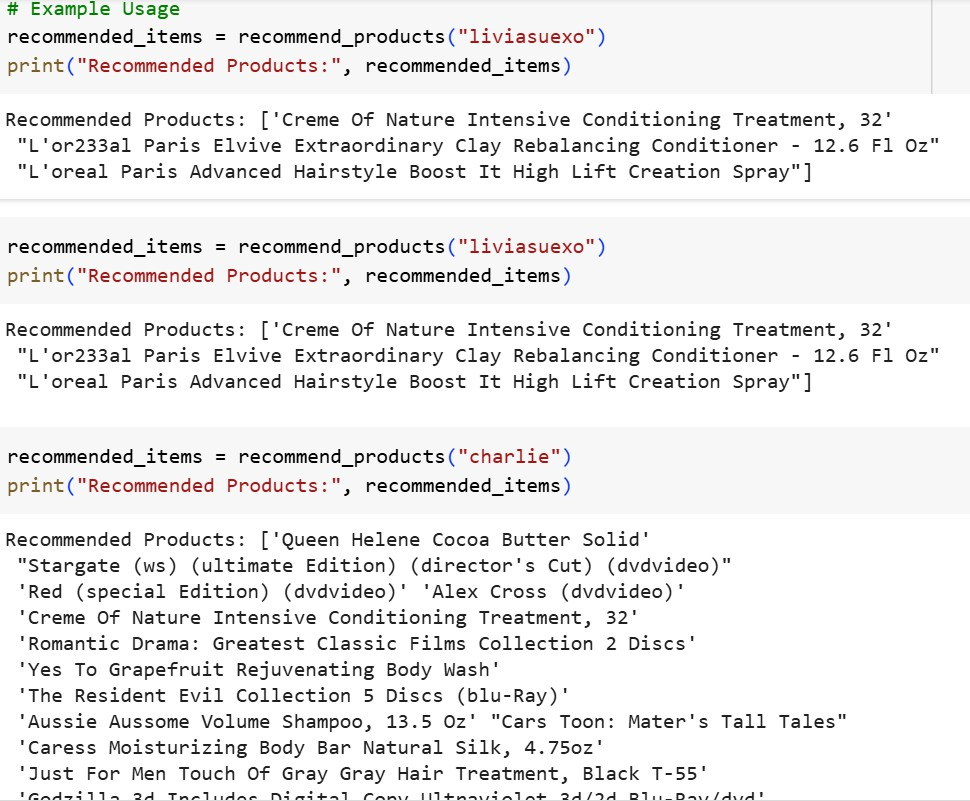 # Example Usage
recommended_items = recommend_products("liviasuexo")
print("Recommended Products:", recommended_items)
Recommended Products: ['Creme Of Nature Intensive Conditioning Treatment, 32'
"L'or233al Paris Elvive Extraordinary Clay Rebalancing Conditioner - 12.6 Fl Oz"
"L'oreal Paris Advanced Hairstyle Boost It High Lift Creation Spray"]
recommended_items = recommend_products("liviasuexo")
print("Recommended Products:", recommended_items)
Recommended Products: ['Creme Of Nature Intensive Conditioning Treatment, 32'
"L'or233al Paris Elvive Extraordinary Clay Rebalancing Conditioner - 12.6 Fl Oz"
"L'oreal Paris Advanced Hairstyle Boost It High Lift Creation Spray"]
recommended_items = recommend_products("charlie")
print("Recommended Products:", recommended_items)
Recommended Products: ['Queen Helene Cocoa Butter Solid'
"Stargate (ws) (ultimate Edition) (director's Cut) (dvdvideo)"
'Red (special Edition) (dvdvideo)' 'Alex Cross (dvdvideo)'
'Creme Of Nature Intensive Conditioning Treatment, 32'
'Romantic Drama: Greatest Classic Films Collection 2 Discs'
'Yes To Grapefruit Rejuvenating Body Wash'
'The Resident Evil Collection 5 Discs (blu-Ray)'
'Aussie Aussome Volume Shampoo, 13.5 Oz' "Cars Toon: Mater's Tall Tales"
'Caress Moisturizing Body Bar Natural Silk, 4.75oz'
'Just For Men Touch Of Gray Gray Hair Treatment, Black T-55'
'Godzilla 3d Includes Digital Copy Ultraviolet 3d/2d Blu-Ray/dvd'